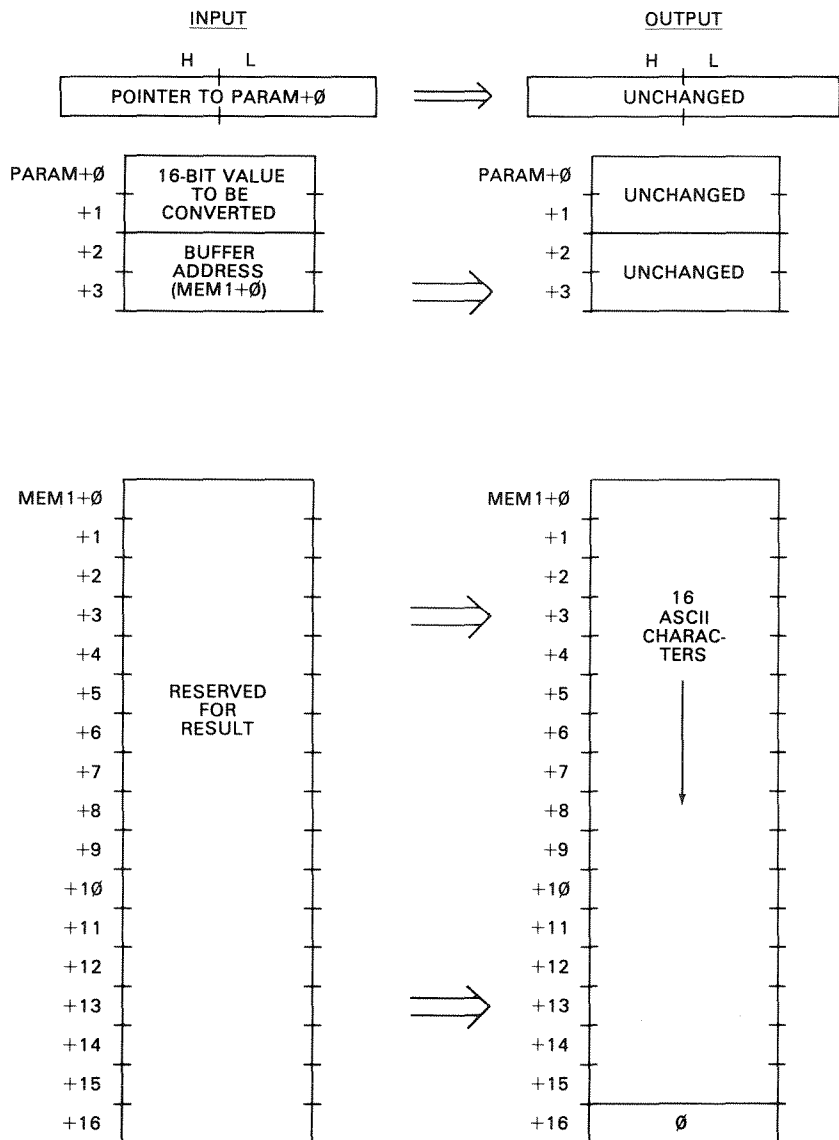 INPUT
OUTPUT
H L
H L
POINTER TO PARAM+Ø
UNCHANGED
PARAM+Ø
+1
+2
+3
16-BIT VALUE
TO BE
CONVERTED
BUFFER
ADDRESS
(MEM1+Ø)
PARAM+Ø
+1
+2
+3
UNCHANGED
UNCHANGED
MEM1+Ø
+1
+2
+3
+4
+5
+6
+7
+8
+9
+1Ø
+11
+12
+13
+14
+15
+16
RESERVED
FOR
RESULT
MEM1+Ø
+1
+2
+3
+4
+5
+6
+7
+8
+9
+1Ø
+11
+12
+13
+14
+15
+16
16
ASCII
CHARAC-
TERS
Ø